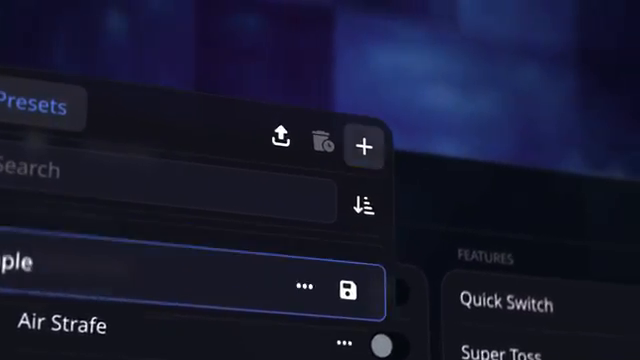 Presets
Search
ple
FEATURES
Quick Switch
Air Strafe
Super Toss